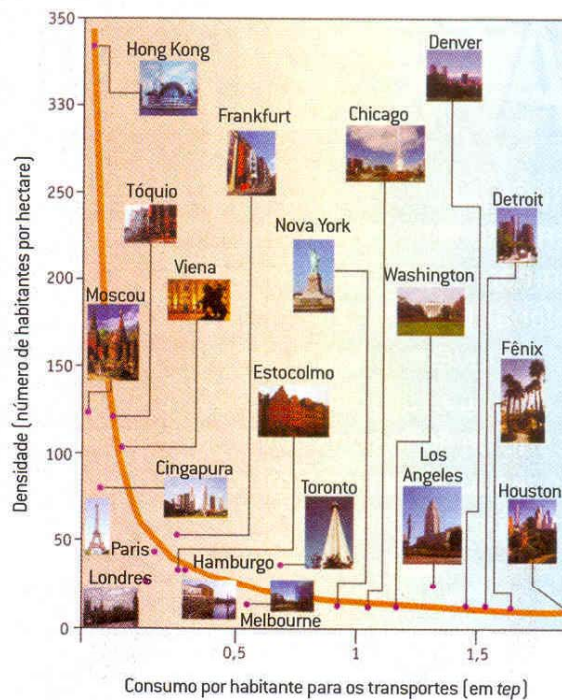 350
330
250
200
150
100
50
0
Densidade (número de habitantes por hectare)
Hong Kong
Denver
Frankfurt
Chicago
Tóquio
Detroit
Nova York
Viena
Washington
Moscou
Fênix
Estocolmo
Los
Angeles
Cingapura
Toronto
Houston
Paris
Hamburgo
Londres
Melbourne
0,5
1
1,5
Consumo por habitante para os transportes (em tep)